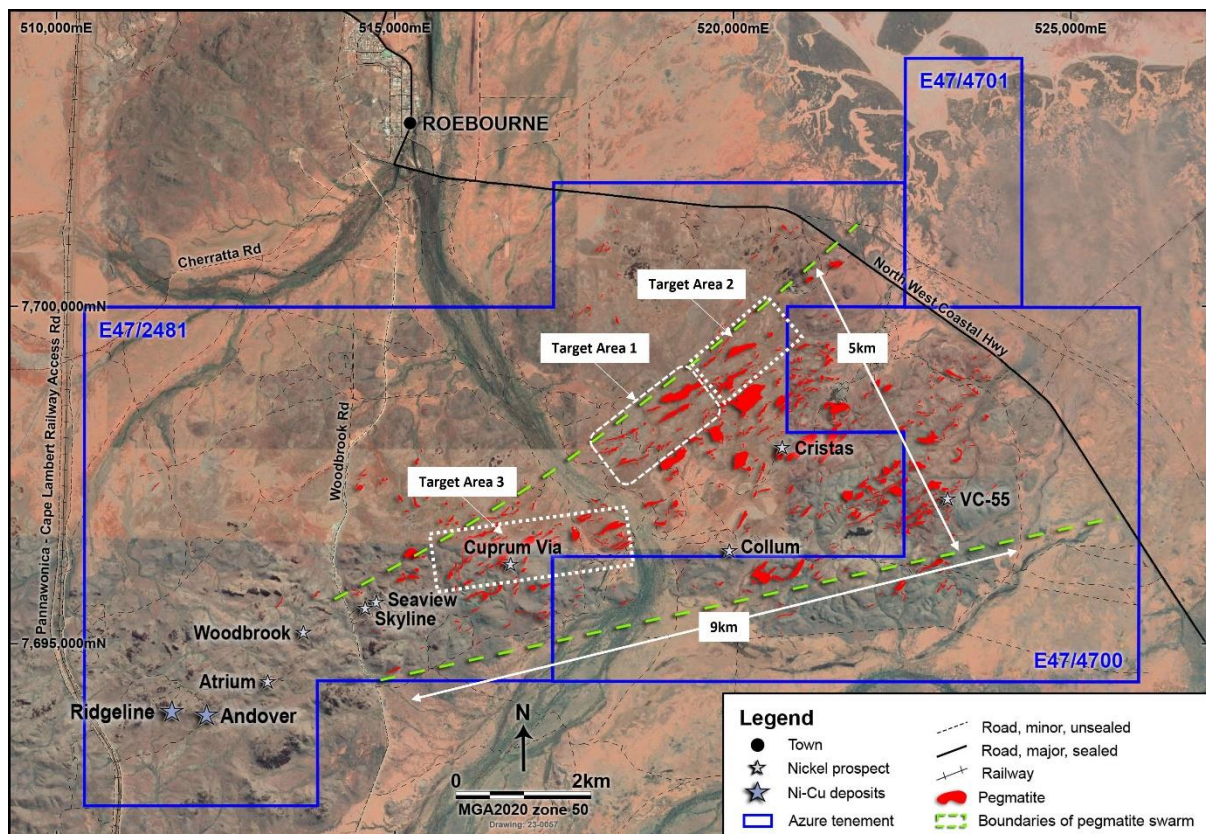 510,000mE
515,000mE
520,000mE
525,000mE
E47/4701
ROEBOURNE
Cherratta Rd
North West Coastal Hwy
Target Area 2
7,700,000mN
E47/2481
Target Area 1
5km
Pannawonica - Cape Lambert Railway Access Rd
Woodbrook Rd
Cristas
Target Area 3
VC-55
Cuprum Via
Collum
Seaview
Skyline
Woodbrook
9km
7,695,000mN
E47/4700
Atrium
Ridgeline
Andover
N
0 2km
MGA2020 zone 50
Drawing: 23-0057
Legend
Town
Nickel prospect
Ni-Cu deposits
Azure tenement
Road, minor, unsealed
Road, major, sealed
Railway
Pegmatite
Boundaries of pegmatite swarm